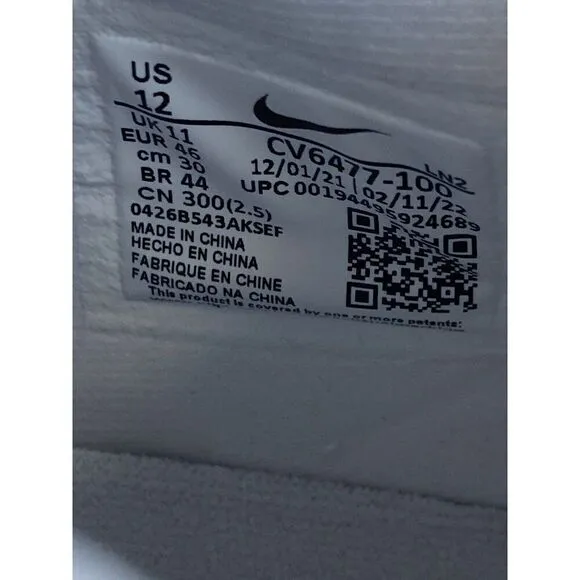 US
12
UK 11
EUR 46
cm 30
BR 44
CN 300(2.5)
0426B543AKSEF
MADE IN CHINA
HECHO EN CHINA
FABRIQUE EN CHINE
FABRICADO NA CHINA
This product is covered by one or more patents:
CV6477-100
LN2
12/01/21 | 02/11/22
UPC 00194495924689